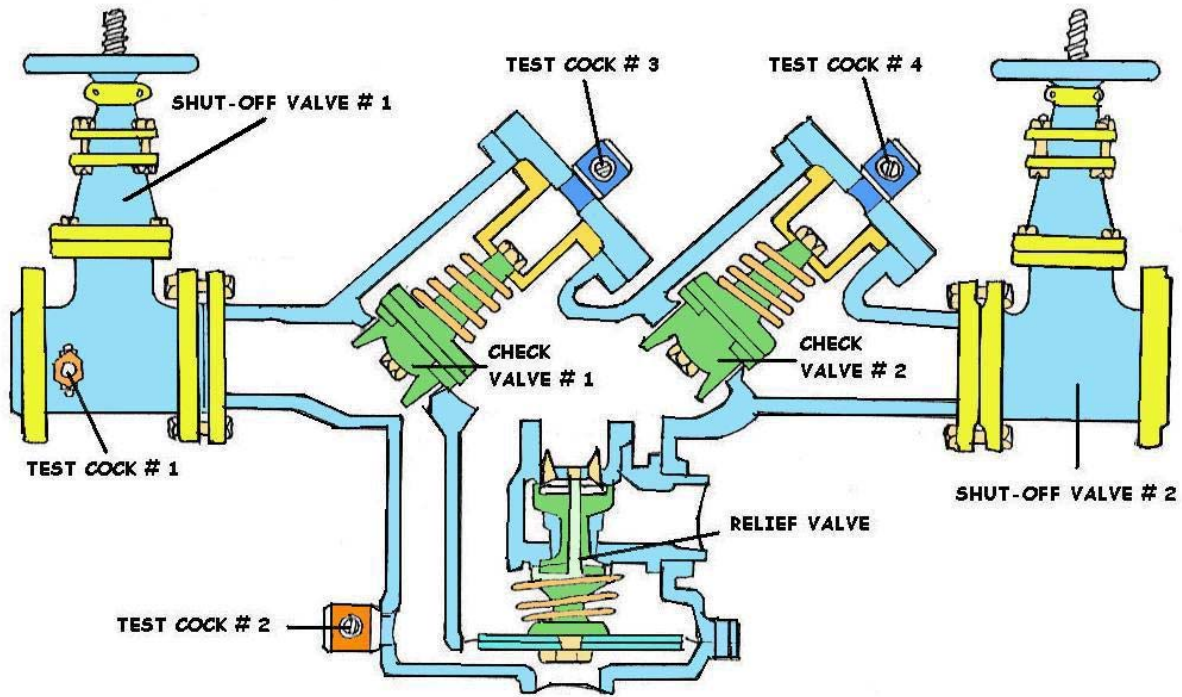 TEST COCK # 3
TEST COCK # 4
SHUT-OFF VALVE # 1
CHECK
VALVE # 1
CHECK
VALVE # 2
TEST COCK # 1
SHUT-OFF VALVE # 2
RELIEF VALVE
TEST COCK # 2